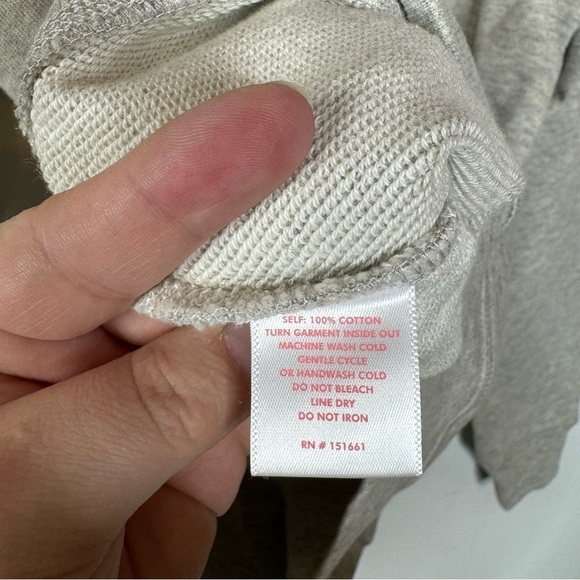 SELF: 100% COTTON
TURN GARMENT INSIDE OUT
MACHINE WASH COLD
GENTLE CYCLE
OR HANDWASH COLD
DO NOT BLEACH
LINE DRY
DO NOT IRON
RN # 151661